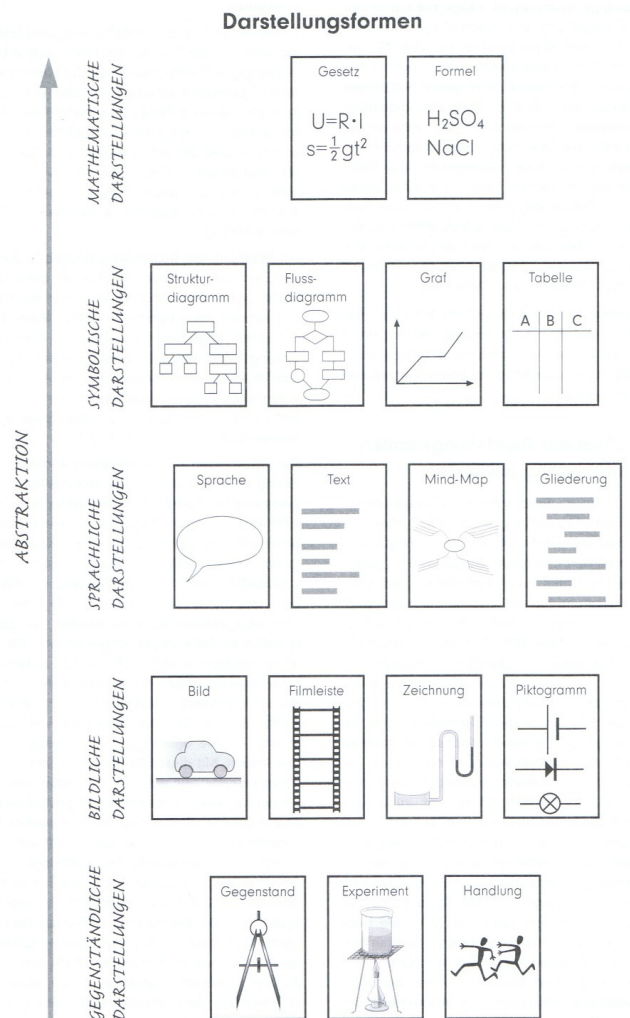 Darstellungsformen
MATHEMATISCHE
DARSTELLUNGEN
Gesetz
U=R·I
s=½gt²
Formel
H₂SO₄
NaCl
SYMBOLISCHE
DARSTELLUNGEN
Struktur-
diagramm
Fluss-
diagramm
Graf
Tabelle
A B C
ABSTRAKTION
SPRACHLICHE
DARSTELLUNGEN
Sprache
Text
Mind-Map
Gliederung
BILDLICHE
DARSTELLUNGEN
Bild
Filmleiste
Zeichnung
Piktogramm
GEGENSTÄNDLICHE
DARSTELLUNGEN
Gegenstand
Experiment
Handlung